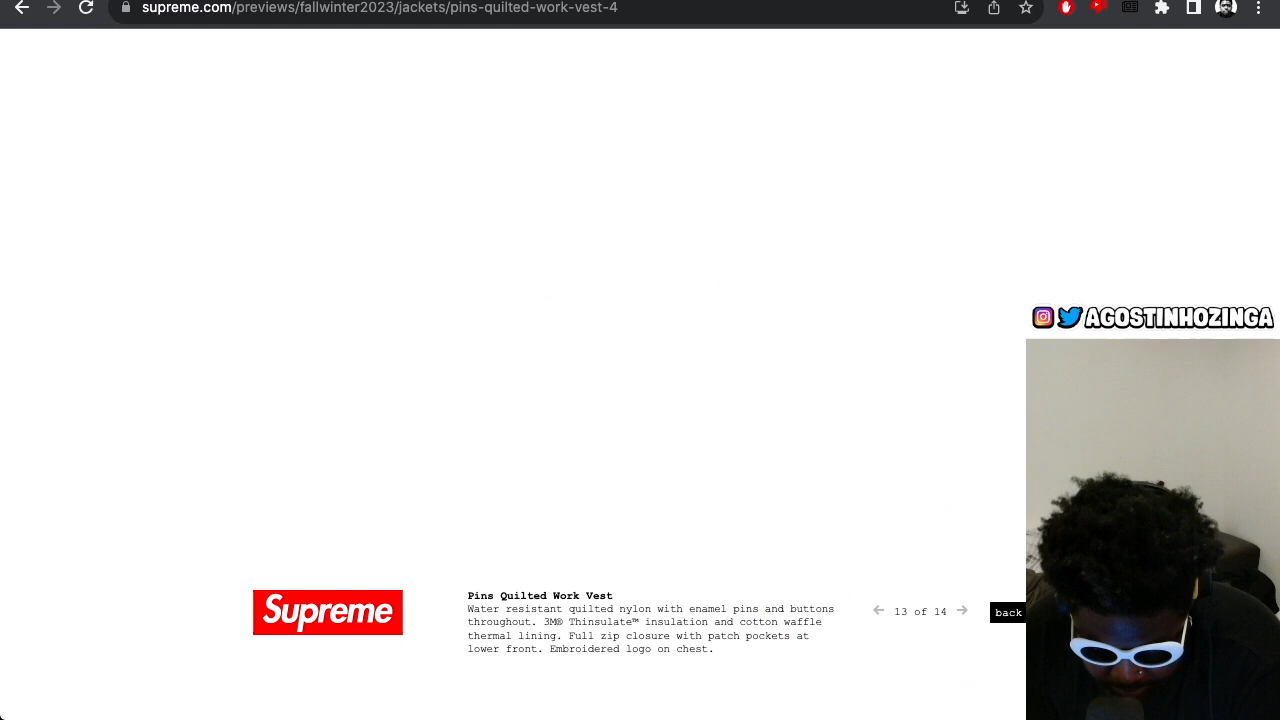 supreme.com/previews/fallwinter2023/jackets/pins-quilted-work-vest-4
AGOSTINHOZINGA
Supreme
Pins Quilted Work Vest
Water resistant quilted nylon with enamel pins and buttons
throughout. 3M® Thinsulate™ insulation and cotton waffle
thermal lining. Full zip closure with patch pockets at
lower front. Embroidered logo on chest.
13 of 14
back